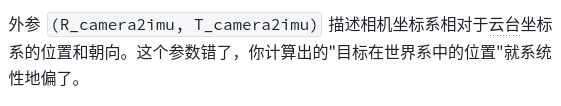 外参 (R_camera2imu, T_camera2imu) 描述相机坐标系相对于云台坐标
系的位置和朝向。这个参数错了，你计算出的"目标在世界系中的位置"就系统
性地偏了。